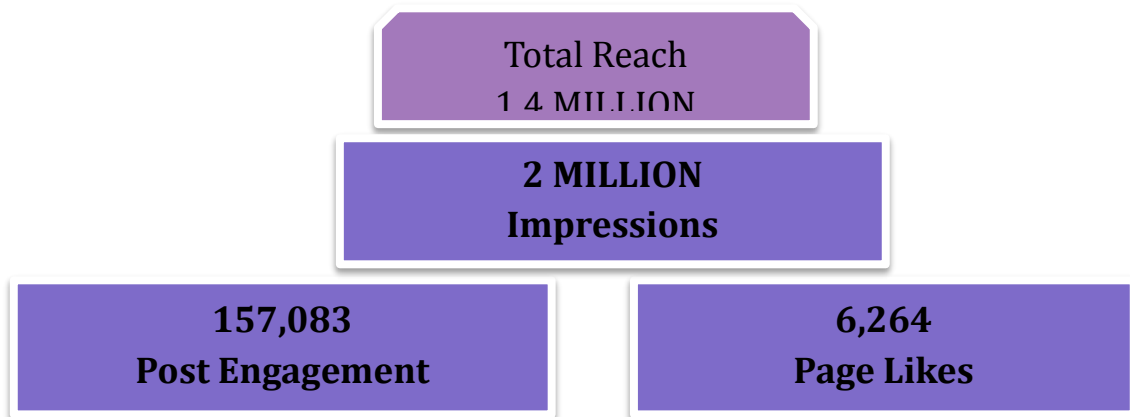 Total Reach
1.4 MILLION
2 MILLION
Impressions
157,083
Post Engagement
6,264
Page Likes